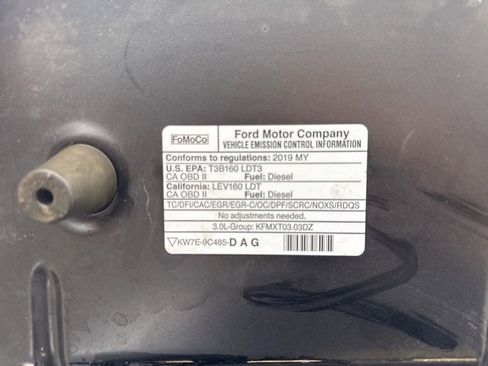 FoMoCo
Ford Motor Company
VEHICLE EMISSION CONTROL INFORMATION
Conforms to regulations: 2019 MY
U.S. EPA: T3B160 LDT3
CA OBD II Fuel: Diesel
California: LEV160 LDT
CA OBD II Fuel: Diesel
TC/DFI/CAC/EGR/EGR-C/OC/DPF/SCRC/NOXS/RDQS
No adjustments needed.
3.0L-Group: KFMXT03.03DZ
KW7E-9C485-DAG